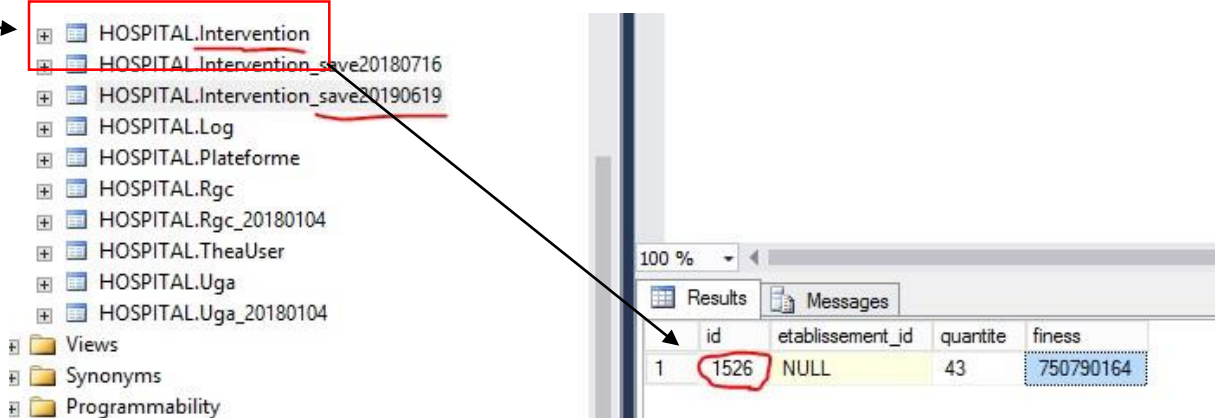 HOSPITAL.Intervention
HOSPITAL.Intervention_save20180716
HOSPITAL.Intervention_save20190619
HOSPITAL.Log
HOSPITAL.Plateforme
HOSPITAL.Rgc
HOSPITAL.Rgc_20180104
HOSPITAL.TheaUser
HOSPITAL.Uga
HOSPITAL.Uga_20180104
Views
Synonyms
Programmability
100 %
Results Messages
id etablissement_id quantite finess
1 1526 NULL 43 750790164